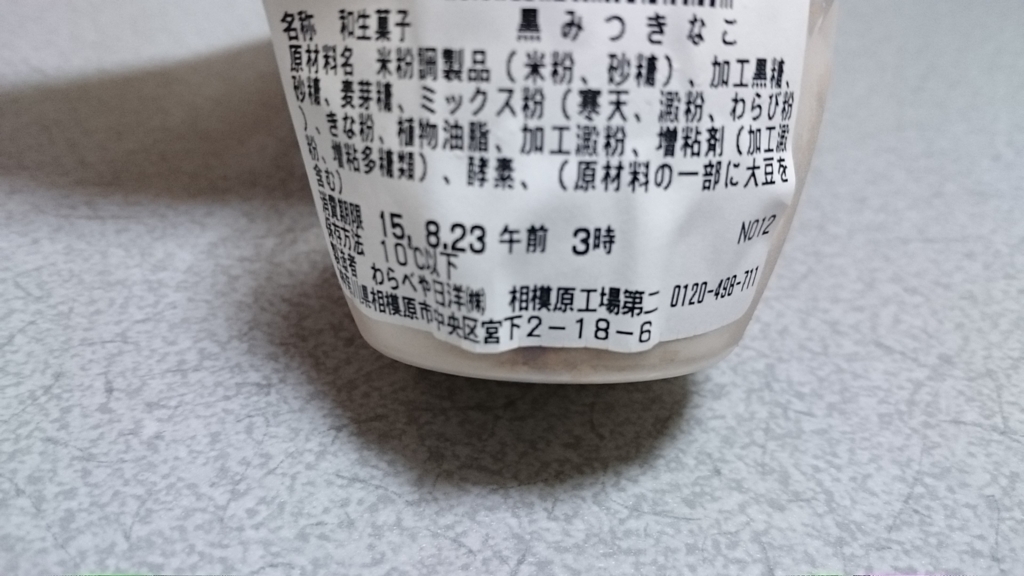 名称 和生菓子 黒みつきなこ
原材料名 米粉調製品（米粉、砂糖）、加工黒糖、
砂糖、麦芽糖、ミックス粉（寒天、澱粉、わらび粉
）、きな粉、植物油脂、加工澱粉、増粘剤（加工澱
粉、増粘多糖類）、酵素、（原材料の一部に大豆を
含む）
消費期限 15. 8.23 午前 3時 N012
保存方法 10℃以下
わらべや日洋㈱ 相模原工場第二 0120-498-711
川県相模原市中央区宮下2-18-6